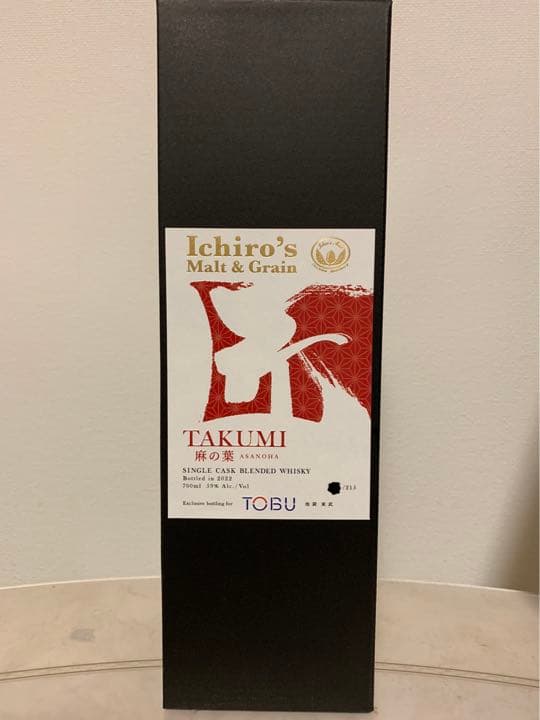 Ichiro's
Malt & Grain
匠
TAKUMI
麻の葉 ASANOHA
SINGLE CASK BLENDED WHISKY
Bottled in 2022
700ml 59% Alc./Vol
/215
Exclusive bottling for TOBU 池袋 東武